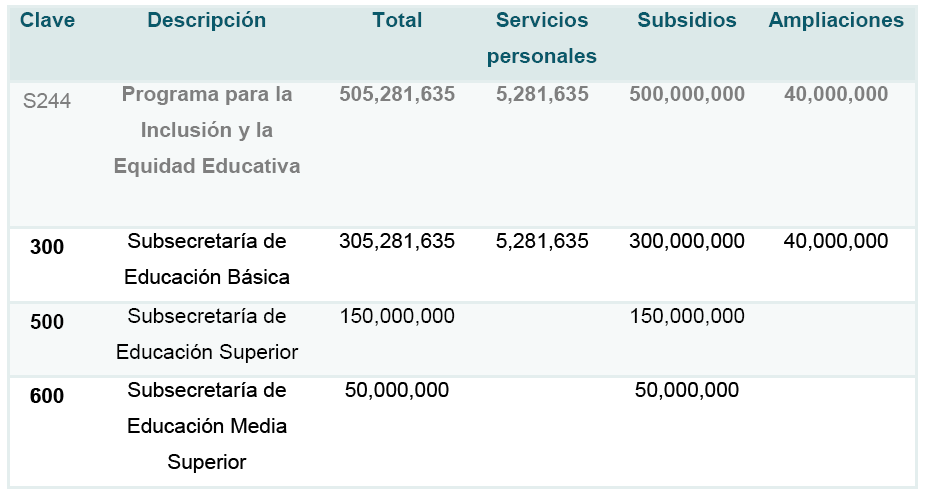 Clave Descripción Total Servicios personales Subsidios Ampliaciones
S244 Programa para la 505,281,635 5,281,635 500,000,000 40,000,000
Inclusión y la
Equidad Educativa
300 Subsecretaría de 305,281,635 5,281,635 300,000,000 40,000,000
Educación Básica
500 Subsecretaría de 150,000,000 150,000,000
Educación Superior
600 Subsecretaría de 50,000,000 50,000,000
Educación Media
Superior